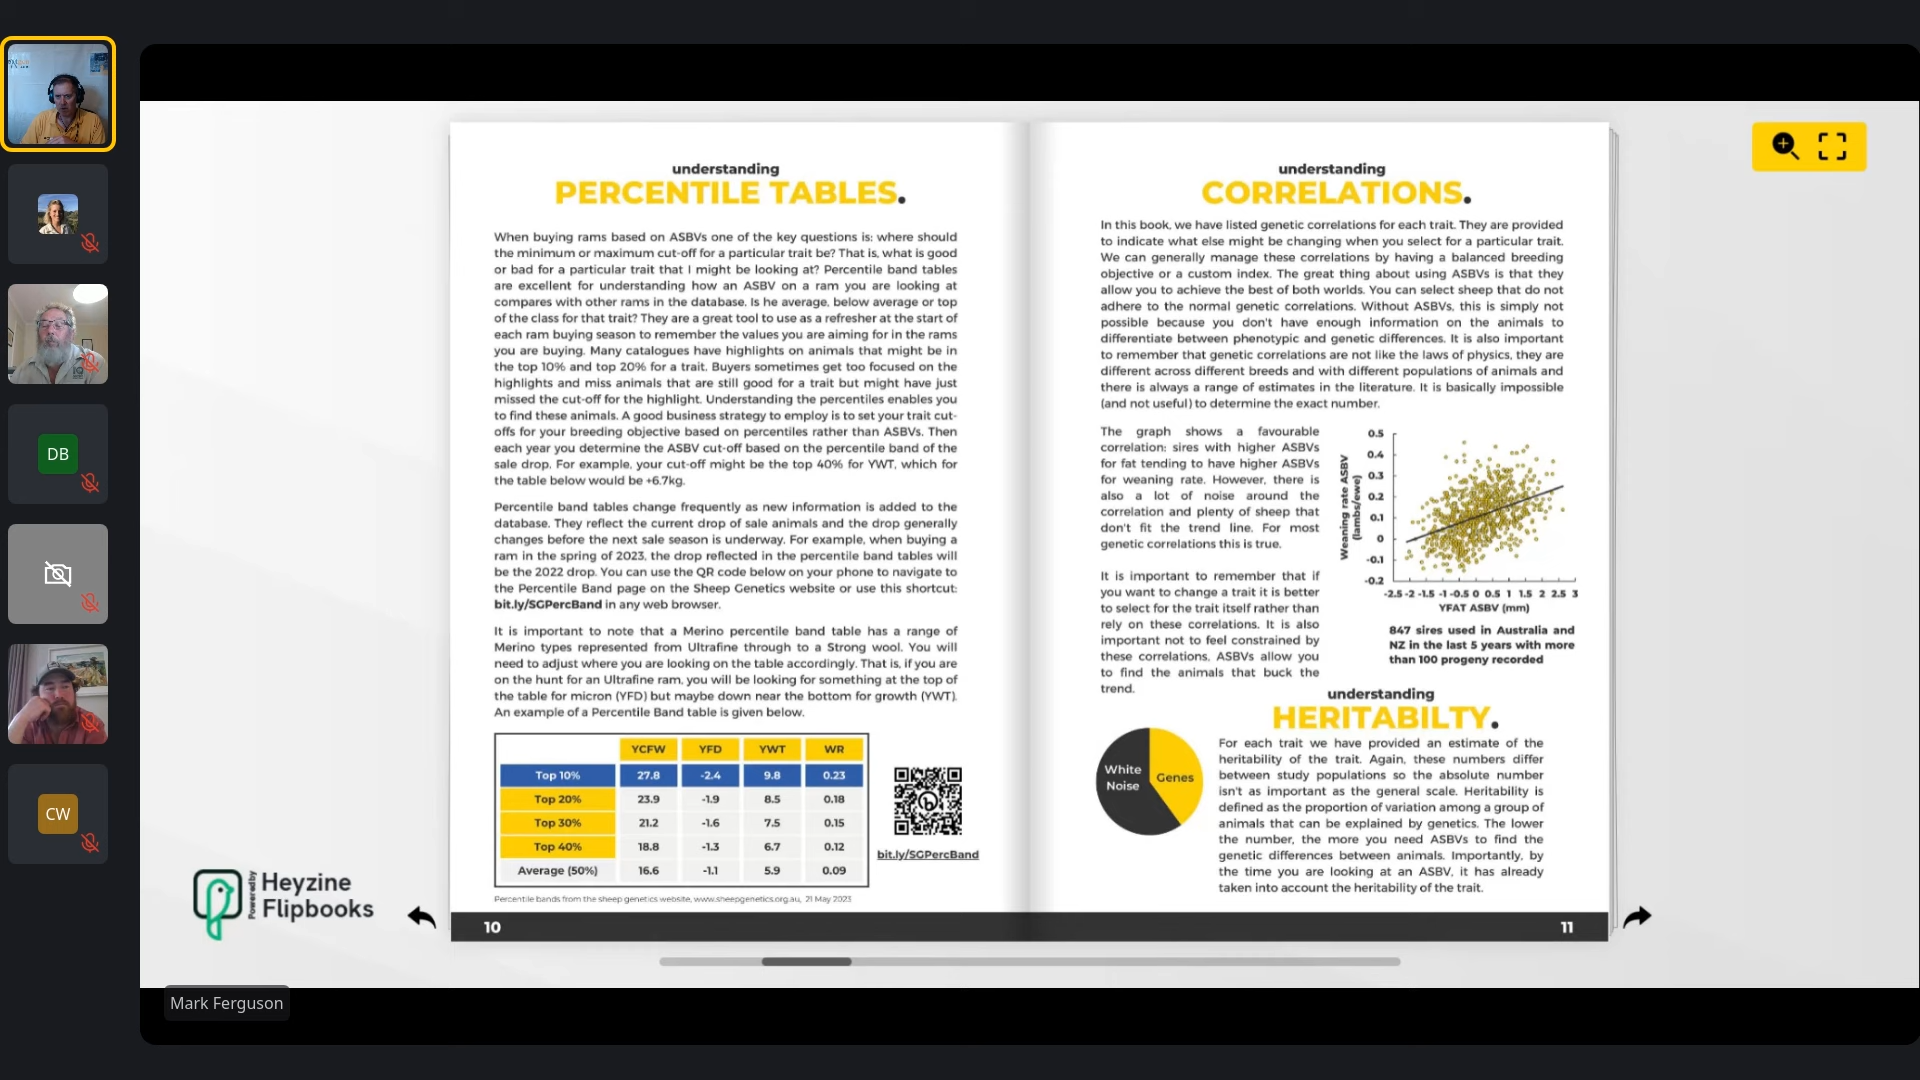 understanding
PERCENTILE TABLES.
When buying rams based on ASBVs one of the key questions is: where should
the minimum or maximum cut-off for a particular trait be? That is, what is good
or bad for a particular trait that I might be looking at? Percentile band tables
are excellent for understanding how an ASBV on a ram you are looking at
compares with other rams in the database. Is he average, below average or top
of the class for that trait? They are a great tool to use as a refresher at the start of
each ram buying season to remember the values you are aiming for in the rams
you are buying. Many catalogues have highlights on animals that might be in
the top 10% and top 20% for a trait. Buyers sometimes get too focused on the
highlights and miss animals that are still good for a trait but might have just
missed the cut-off for the highlight. Understanding the percentiles enables you
to find these animals. A good business strategy to employ is to set your trait cut-
offs for your breeding objective based on percentiles rather than ASBVs. Then
each year you determine the ASBV cut-off based on the percentile band of the
sale drop. For example, your cut-off might be the top 40% for YWT, which for
the table below would be +6.7kg.
Percentile band tables change frequently as new information is added to the
database. They reflect the current drop of sale animals and the drop generally
changes before the next sale season is underway. For example, when buying a
ram in the spring of 2023, the drop reflected in the percentile band tables will
be the 2022 drop. You can use the QR code below on your phone to navigate to
the Percentile Band page on the Sheep Genetics website or use this shortcut:
bit.ly/SGPercBand in any web browser.
It is important to note that a Merino percentile band table has a range of
Merino types represented from Ultrafine through to a Strong wool. You will
need to adjust where you are looking on the table accordingly. That is, if you are
on the hunt for an Ultrafine ram, you will be looking for something at the top of
the table for micron (YFD) but maybe down near the bottom for growth (YWT).
An example of a Percentile Band table is given below.
YCFW YFD YWT WR
Top 10% 27.8 -2.4 9.8 0.23
Top 20% 23.9 -1.9 8.5 0.18
Top 30% 21.2 -1.6 7.5 0.15
Top 40% 18.8 -1.3 6.7 0.12
Average (50%) 16.6 -1.1 5.9 0.09
bit.ly/SGPercBand
Percentile bands from the sheep genetics website, www.sheepgenetics.org.au, 21 May 2023
10
understanding
CORRELATIONS.
In this book, we have listed genetic correlations for each trait. They are provided
to indicate what else might be changing when you select for a particular trait.
We can generally manage these correlations by having a balanced breeding
objective or a custom index. The great thing about using ASBVs is that they
allow you to achieve the best of both worlds. You can select sheep that do not
adhere to the normal genetic correlations. Without ASBVs, this is simply not
possible because you don't have enough information on the animals to
differentiate between phenotypic and genetic differences. It is also important
to remember that genetic correlations are not like the laws of physics, they are
different across different breeds and with different populations of animals and
there is always a range of estimates in the literature. It is basically impossible
(and not useful) to determine the exact number.
The graph shows a favourable
correlation: sires with higher ASBVs
for fat tending to have higher ASBVs
for weaning rate. However, there is
also a lot of noise around the
correlation and plenty of sheep that
don't fit the trend line. For most
genetic correlations this is true.
It is important to remember that if
you want to change a trait it is better
to select for the trait itself rather than
rely on these correlations. It is also
important not to feel constrained by
these correlations, ASBVs allow you
to find the animals that buck the
trend.
Weaning rate ASBV
(lambs/ewe)
0.5
0.4
0.3
0.2
0.1
0
-0.1
-0.2
-2.5 -2 -1.5 -1 -0.5 0 0.5 1 1.5 2 2.5 3
YFAT ASBV (mm)
847 sires used in Australia and
NZ in the last 5 years with more
than 100 progeny recorded
understanding
HERITABILTY.
White
Noise
Genes
For each trait we have provided an estimate of the
heritability of the trait. Again, these numbers differ
between study populations so the absolute number
isn't as important as the general scale. Heritability is
defined as the proportion of variation among a group of
animals that can be explained by genetics. The lower
the number, the more you need ASBVs to find the
genetic differences between animals. Importantly, by
the time you are looking at an ASBV, it has already
taken into account the heritability of the trait.
11
Powered by
Heyzine
Flipbooks
Mark Ferguson
DB
CW